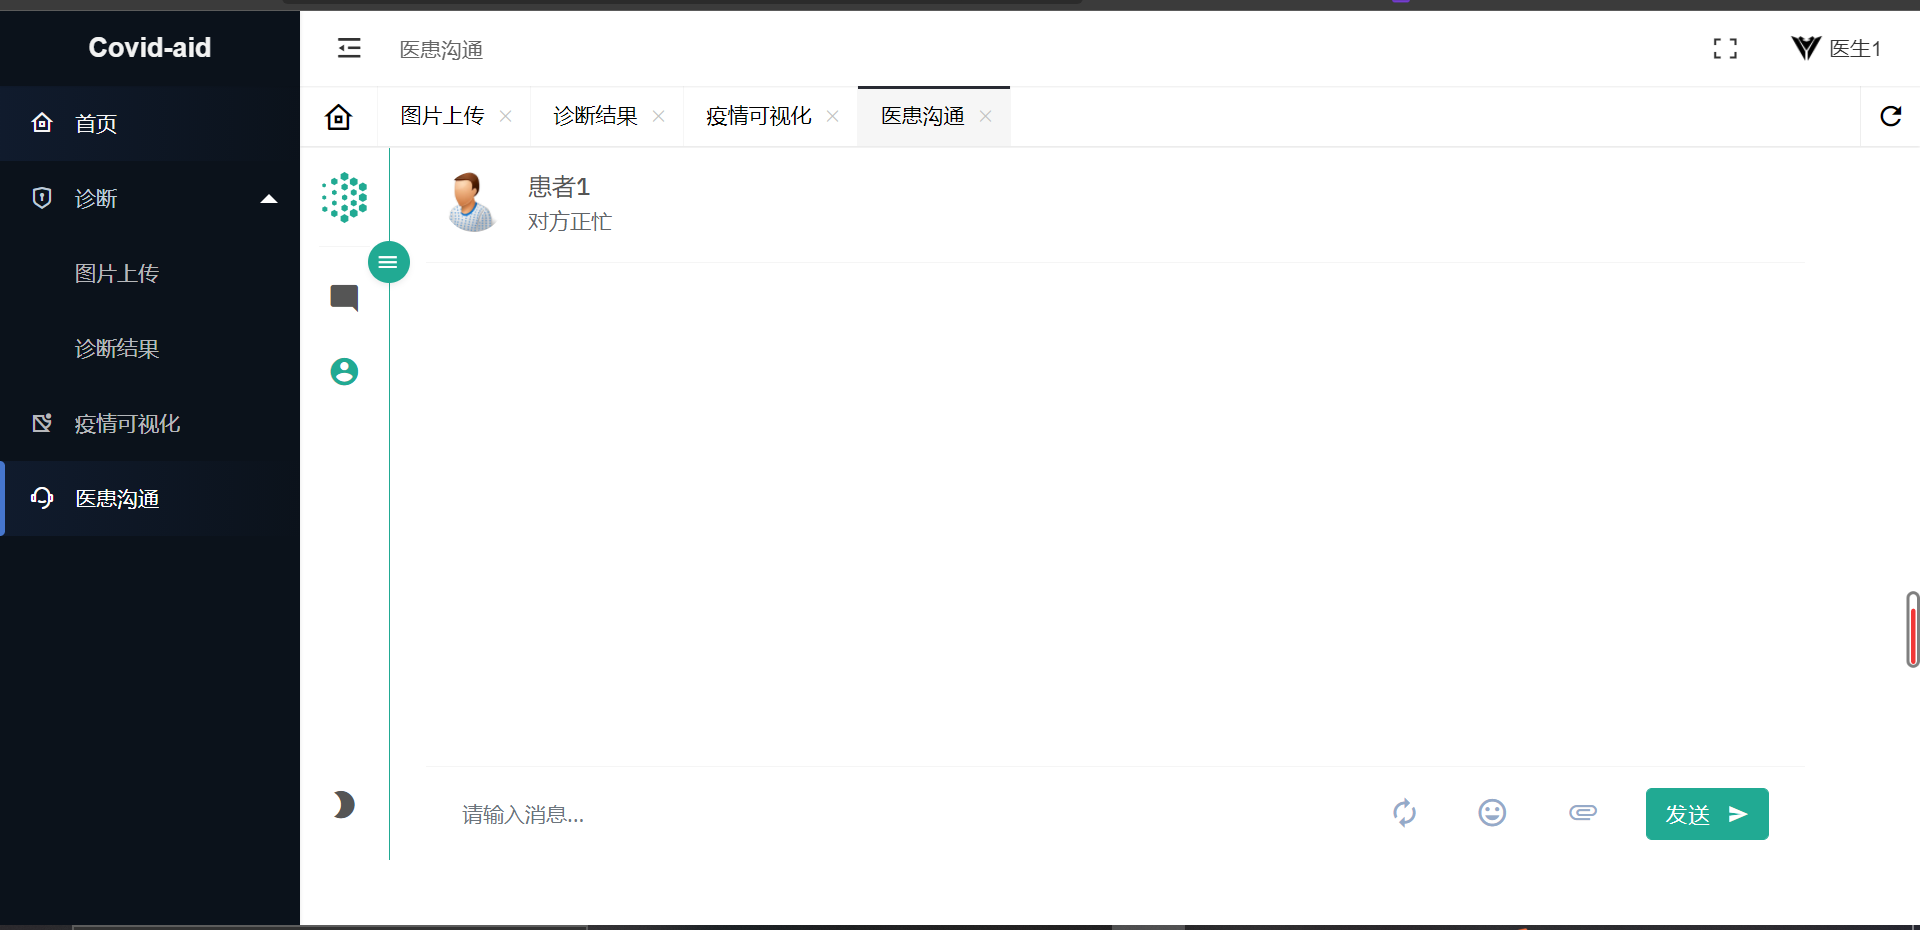 Covid-aid
首页
诊断
图片上传
诊断结果
疫情可视化
医患沟通
医患沟通
医生1
图片上传
诊断结果
疫情可视化
医患沟通
患者1
对方正忙
请输入消息...
发送